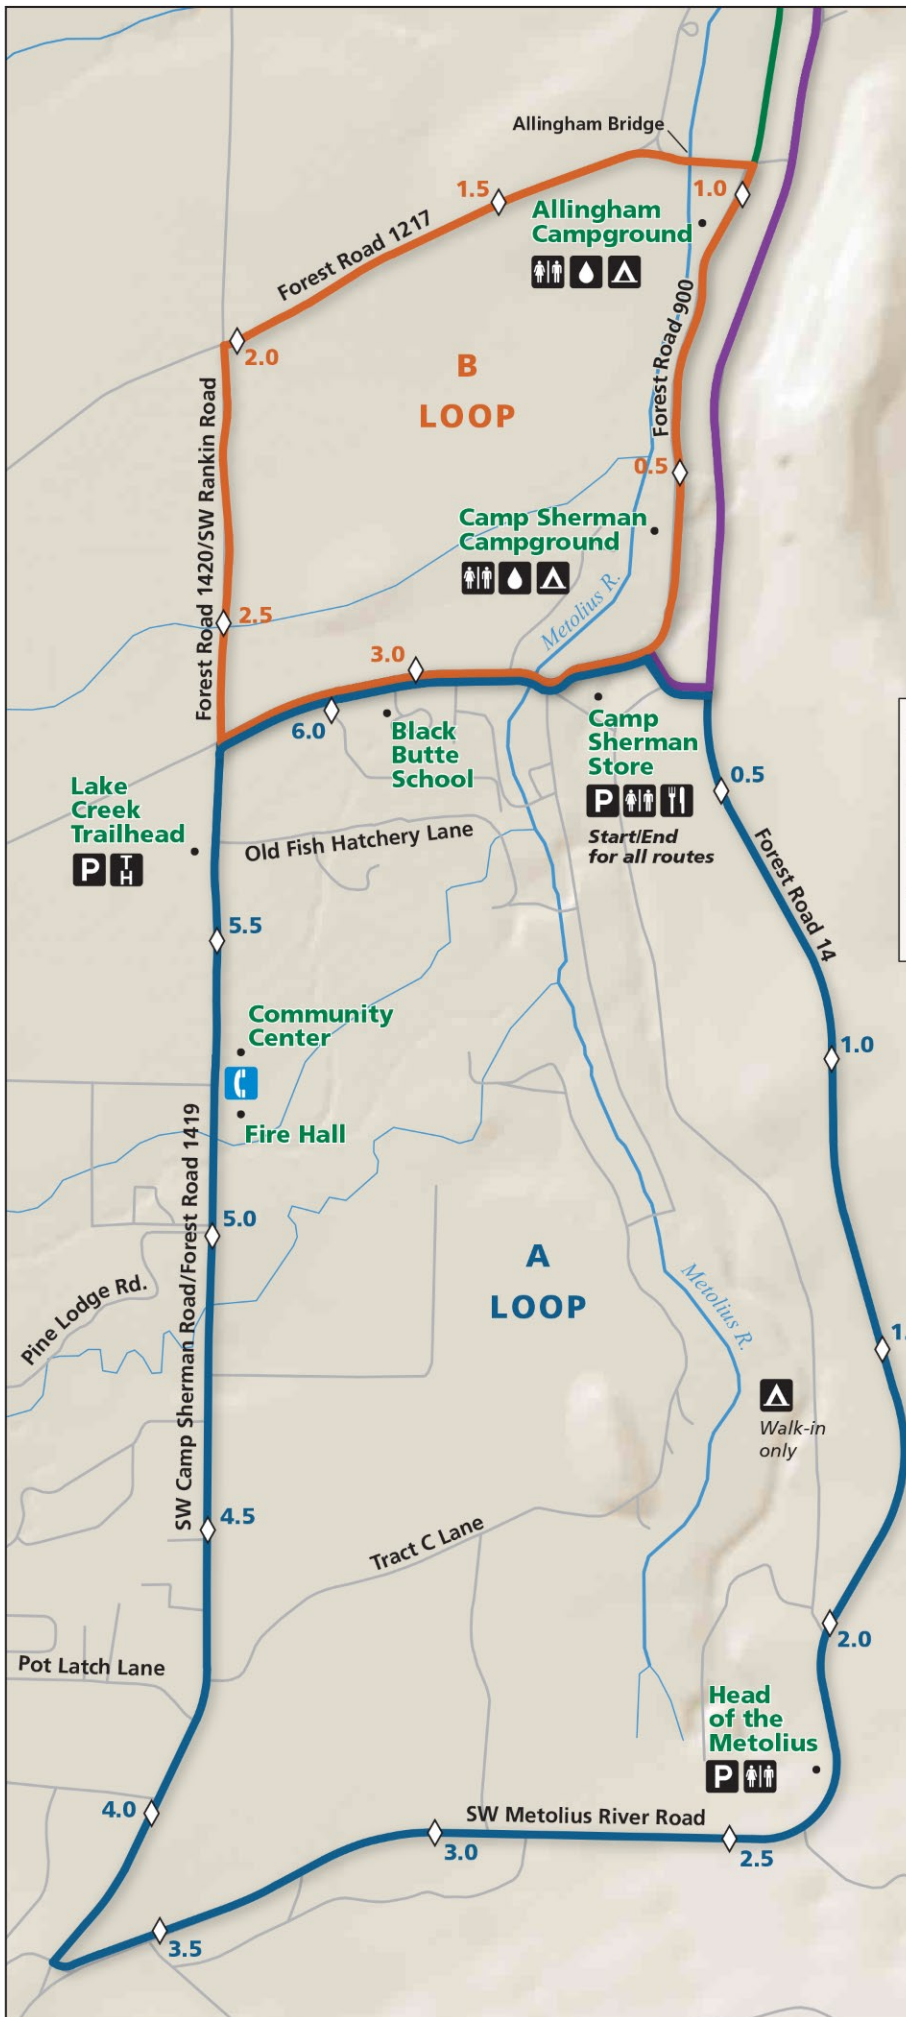 Allingham Bridge
1.5
1.0
Allingham
Campground
Forest Road 1217
Forest Road 900
2.0
B
LOOP
Forest Road 1420/SW Rankin Road
0.5
Camp Sherman
Campground
Metolius R.
2.5
3.0
6.0
Black
Butte
School
Camp
Sherman
Store
P
Start/End
for all routes
0.5
Lake
Creek
Trailhead
P
T
H
Old Fish Hatchery Lane
Forest Road 14
5.5
Community
Center
1.0
Fire Hall
SW Camp Sherman Road/Forest Road 1419
5.0
A
LOOP
Pine Lodge Rd.
Metolius R.
1.
Walk-in
only
4.5
Tract C Lane
2.0
Pot Latch Lane
Head
of the
Metolius
P
4.0
SW Metolius River Road
3.0
2.5
3.5